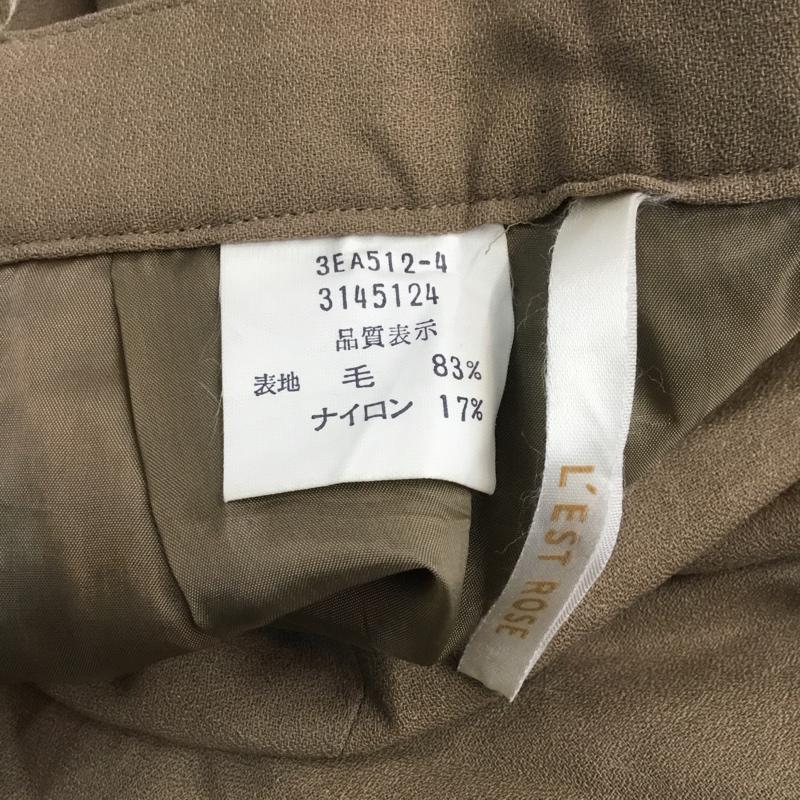 3EA512-4
3145124
品質表示
表地 毛 83%
ナイロン 17%
L'EST ROSE